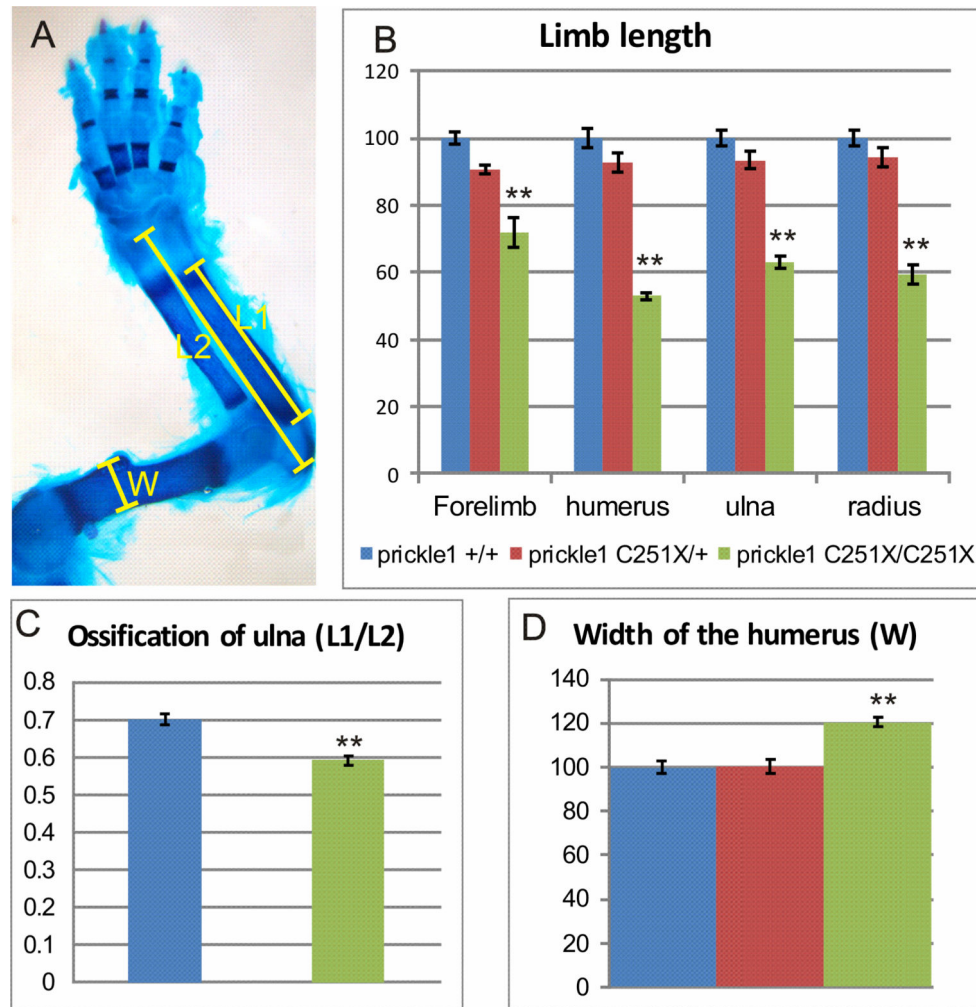 A
L1
L2
W
B
Limb length
120
100
80
60
40
20
0
**
**
**
**
Forelimb humerus ulna radius
prickle1 +/+ prickle1 C251X/+ prickle1 C251X/C251X
C
Ossification of ulna (L1/L2)
0.8
0.7
0.6
0.5
0.4
0.3
0.2
0.1
0
**
D
Width of the humerus (W)
140
120
100
80
60
40
20
0
**